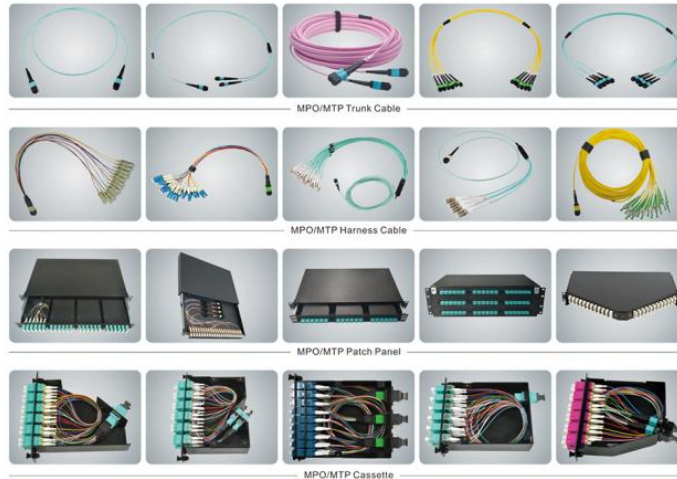 MPO/MTP Trunk Cable
MPO/MTP Harness Cable
MPO/MTP Patch Panel
MPO/MTP Cassette